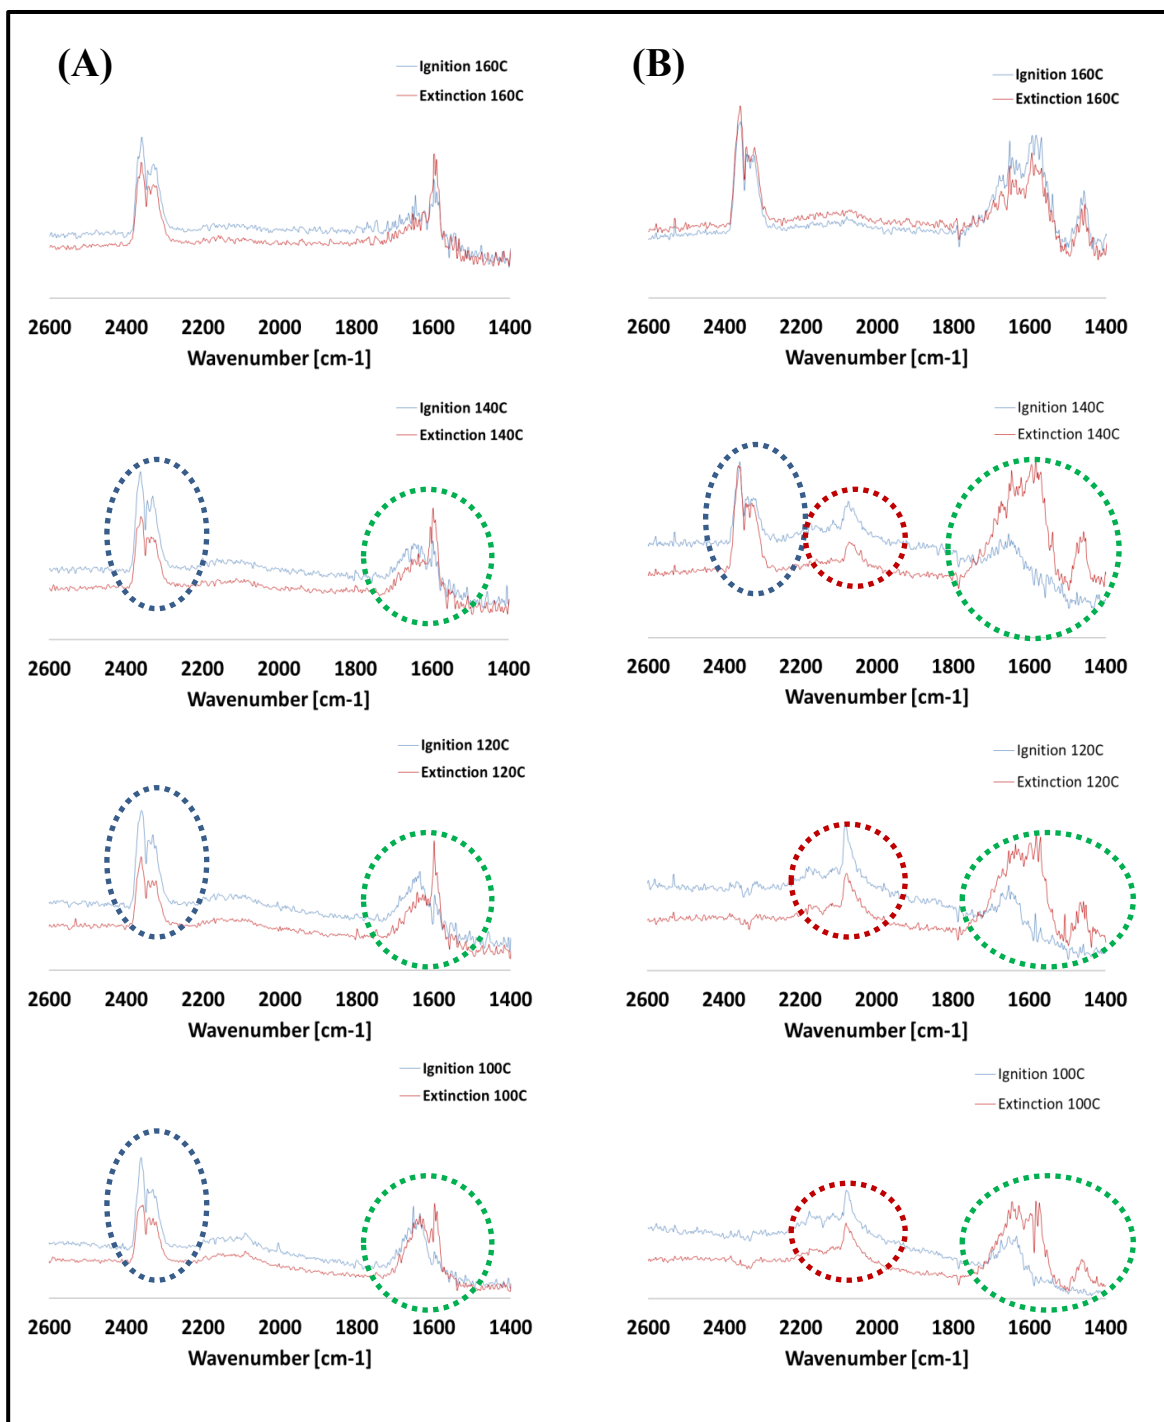 (A)
Ignition 160C
Extinction 160C
2600 2400 2200 2000 1800 1600 1400
Wavenumber [cm-1]
Ignition 140C
Extinction 140C
2600 2400 2200 2000 1800 1600 1400
Wavenumber [cm-1]
Ignition 120C
Extinction 120C
2600 2400 2200 2000 1800 1600 1400
Wavenumber [cm-1]
Ignition 100C
Extinction 100C
2600 2400 2200 2000 1800 1600 1400
Wavenumber [cm-1]
(B)
Ignition 160C
Extinction 160C
2600 2400 2200 2000 1800 1600 1400
Wavenumber [cm-1]
Ignition 140C
Extinction 140C
2600 2400 2200 2000 1800 1600 1400
Wavenumber [cm-1]
Ignition 120C
Extinction 120C
2600 2400 2200 2000 1800 1600 1400
Wavenumber [cm-1]
Ignition 100C
Extinction 100C
2600 2400 2200 2000 1800 1600 1400
Wavenumber [cm-1]